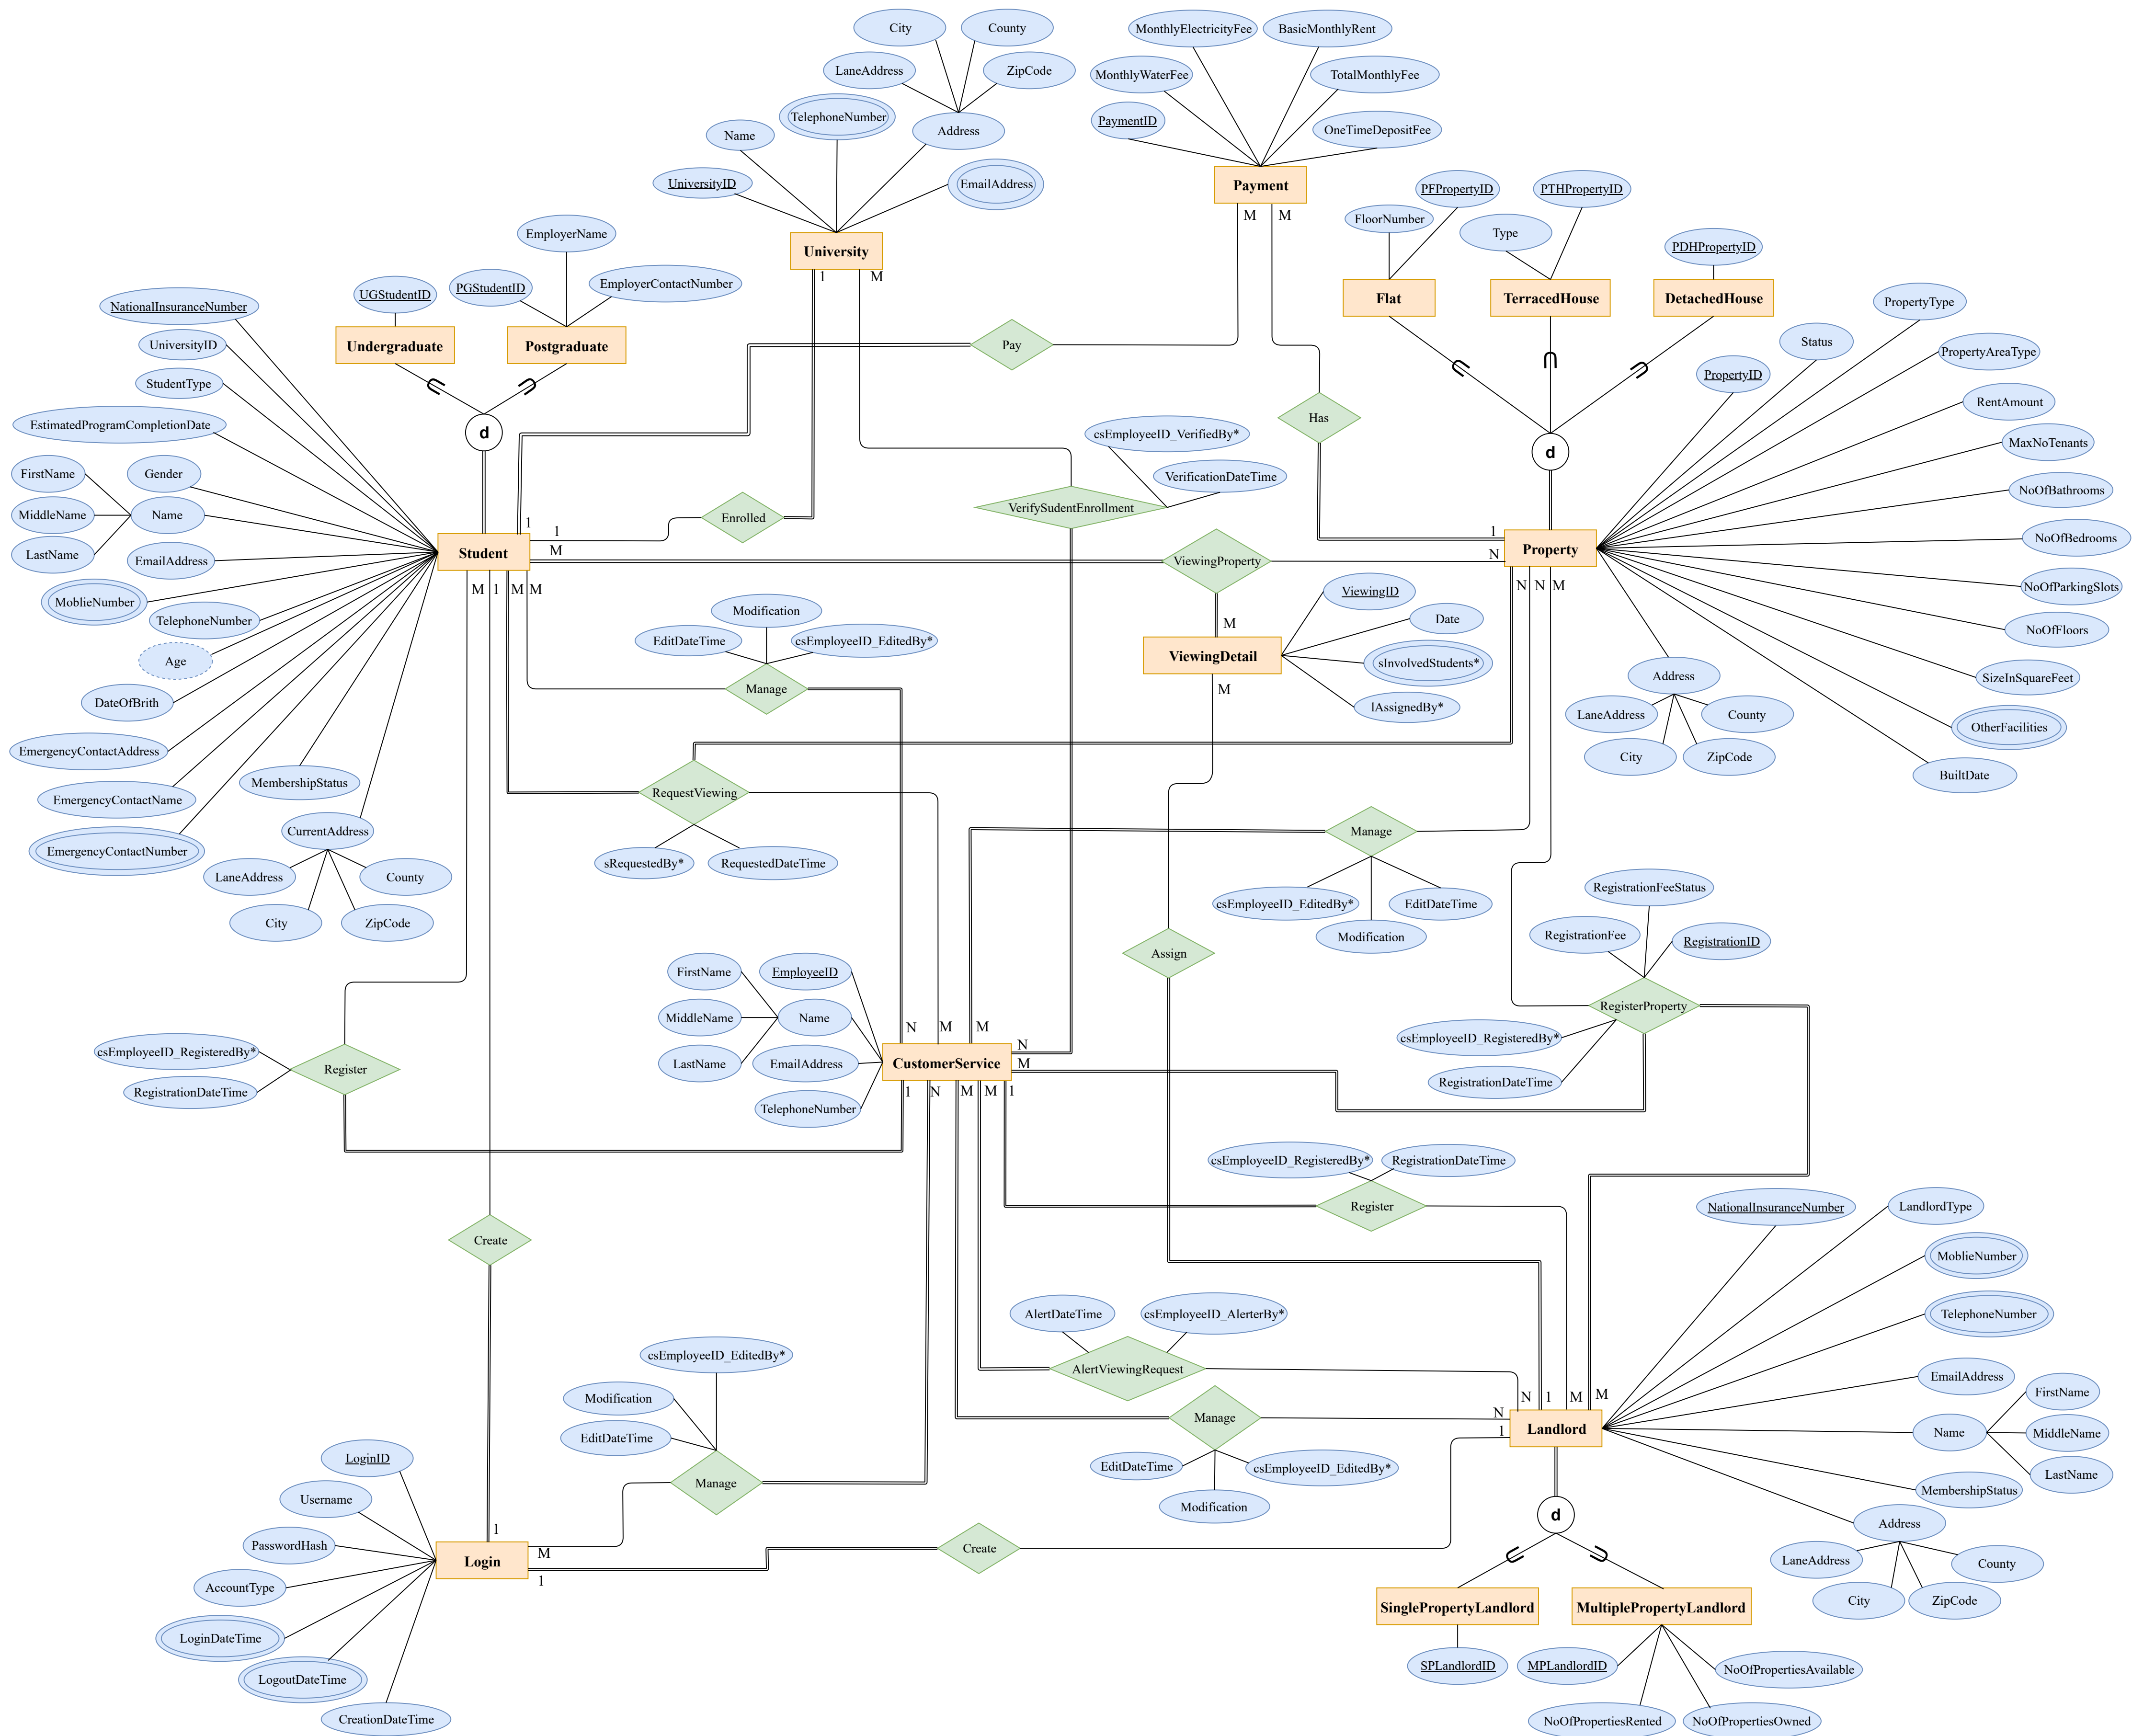 City
County
LaneAddress
ZipCode
TelephoneNumber
Name
Address
UniversityID
EmailAddress
University
1
M
MonthlyElectricityFee
BasicMonthlyRent
MonthlyWaterFee
TotalMonthlyFee
PaymentID
OneTimeDepositFee
Payment
M
M
PFPropertyID
PTHPropertyID
FloorNumber
Type
PDHPropertyID
Flat
TerracedHouse
DetachedHouse
d
EmployerName
UGStudentID
PGStudentID
EmployerContactNumber
Undergraduate
Postgraduate
d
NationalInsuranceNumber
UniversityID
StudentType
EstimatedProgramCompletionDate
FirstName
Gender
MiddleName
Name
LastName
EmailAddress
MoblieNumber
TelephoneNumber
Age
DateOfBrith
EmergencyContactAddress
EmergencyContactName
EmergencyContactNumber
MembershipStatus
CurrentAddress
LaneAddress
County
City
ZipCode
Student
1
1
M
M
1
M
M
Pay
Has
Enrolled
csEmployeeID_VerifiedBy*
VerificationDateTime
VerifySudentEnrollment
ViewingProperty
M
ViewingDetail
M
ViewingID
Date
sInvolvedStudents*
lAssignedBy*
PropertyType
Status
PropertyAreaType
PropertyID
RentAmount
MaxNoTenants
NoOfBathrooms
NoOfBedrooms
NoOfParkingSlots
NoOfFloors
SizeInSquareFeet
OtherFacilities
BuiltDate
Address
LaneAddress
County
City
ZipCode
Property
1
N
N
N
M
Modification
EditDateTime
csEmployeeID_EditedBy*
Manage
RequestViewing
sRequestedBy*
RequestedDateTime
Manage
csEmployeeID_EditedBy*
EditDateTime
Modification
Assign
RegistrationFeeStatus
RegistrationFee
RegistrationID
RegisterProperty
csEmployeeID_RegisteredBy*
RegistrationDateTime
FirstName
EmployeeID
MiddleName
Name
LastName
EmailAddress
TelephoneNumber
CustomerService
N
M
M
N
M
1
N
M
M
1
csEmployeeID_RegisteredBy*
RegistrationDateTime
Register
Create
csEmployeeID_RegisteredBy*
RegistrationDateTime
Register
AlertDateTime
csEmployeeID_AlerterBy*
AlertViewingRequest
Manage
EditDateTime
csEmployeeID_EditedBy*
Modification
csEmployeeID_EditedBy*
Modification
EditDateTime
Manage
Create
LoginID
Username
PasswordHash
AccountType
LoginDateTime
LogoutDateTime
CreationDateTime
Login
1
M
1
NationalInsuranceNumber
LandlordType
MoblieNumber
TelephoneNumber
EmailAddress
FirstName
Name
MiddleName
LastName
MembershipStatus
Address
LaneAddress
County
City
ZipCode
Landlord
N
1
M
M
N
1
d
SinglePropertyLandlord
MultiplePropertyLandlord
SPLandlordID
MPLandlordID
NoOfPropertiesAvailable
NoOfPropertiesRented
NoOfPropertiesOwned